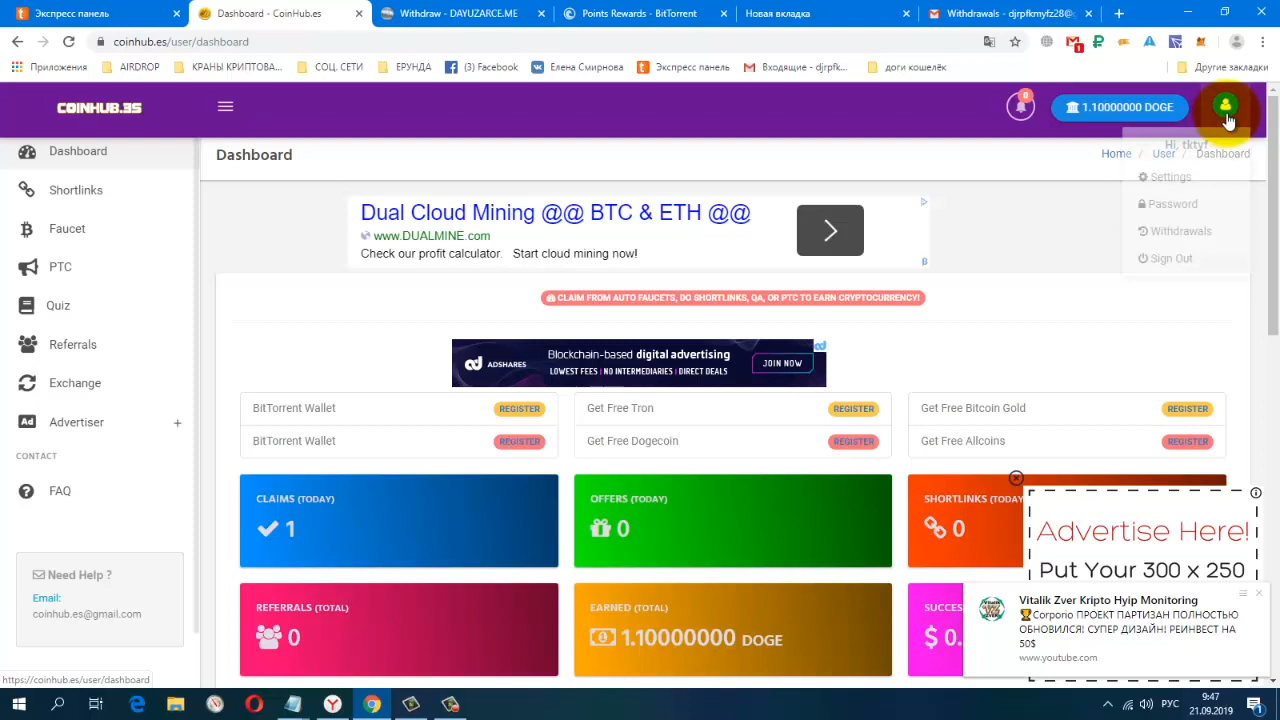 Экспресс панель
Dashboard - CoinHub.es
Withdraw - DAYUZARCE.ME
Points Rewards - BitTorrent
Новая вкладка
Withdrawals - djrpfkmyfz28@
coinhub.es/user/dashboard
Приложения
AIRDROP
КРАНЫ КРИПТОВА...
СОЦ. СЕТИ
ЕРУНДА
(3) Facebook
Елена Смирнова
Экспресс панель
Входящие - djrpfk...
доги кошелёк
Другие закладки
COINHUB.ES
0
1.10000000 DOGE
Dashboard
Shortlinks
Faucet
PTC
Quiz
Referrals
Exchange
Advertiser +
CONTACT
FAQ
Need Help ?
Email:
coinhub.es@gmail.com
Dashboard
Home / User / Dashboard
Hi, tktyf
Settings
Password
Withdrawals
Sign Out
Dual Cloud Mining @@ BTC & ETH @@
www.DUALMINE.com
Check our profit calculator. Start cloud mining now!
CLAIM FROM AUTO FAUCETS, DO SHORTLINKS, QA, OR PTC TO EARN CRYPTOCURRENCY!
ADSHARES
Blockchain-based digital advertising
LOWEST FEES | NO INTERMEDIARIES | DIRECT DEALS
JOIN NOW
BitTorrent Wallet REGISTER
BitTorrent Wallet REGISTER
Get Free Tron REGISTER
Get Free Dogecoin REGISTER
Get Free Bitcoin Gold REGISTER
Get Free Allcoins REGISTER
CLAIMS (TODAY)
1
OFFERS (TODAY)
0
SHORTLINKS (TODAY
0
REFERRALS (TOTAL)
0
EARNED (TOTAL)
1.10000000 DOGE
SUCCES
$ 0.
Advertise Here!
Put Your 300 x 250
Vitalik Zver Kripto Hyip Monitoring
🏆Corporio ПРОЕКТ ПАРТИЗАН ПОЛНОСТЬЮ
ОБНОВИЛСЯ! СУПЕР ДИЗАЙН! РЕИНВЕСТ НА
50$
www.youtube.com
https://coinhub.es/user/dashboard
РУС
9:47
21.09.2019